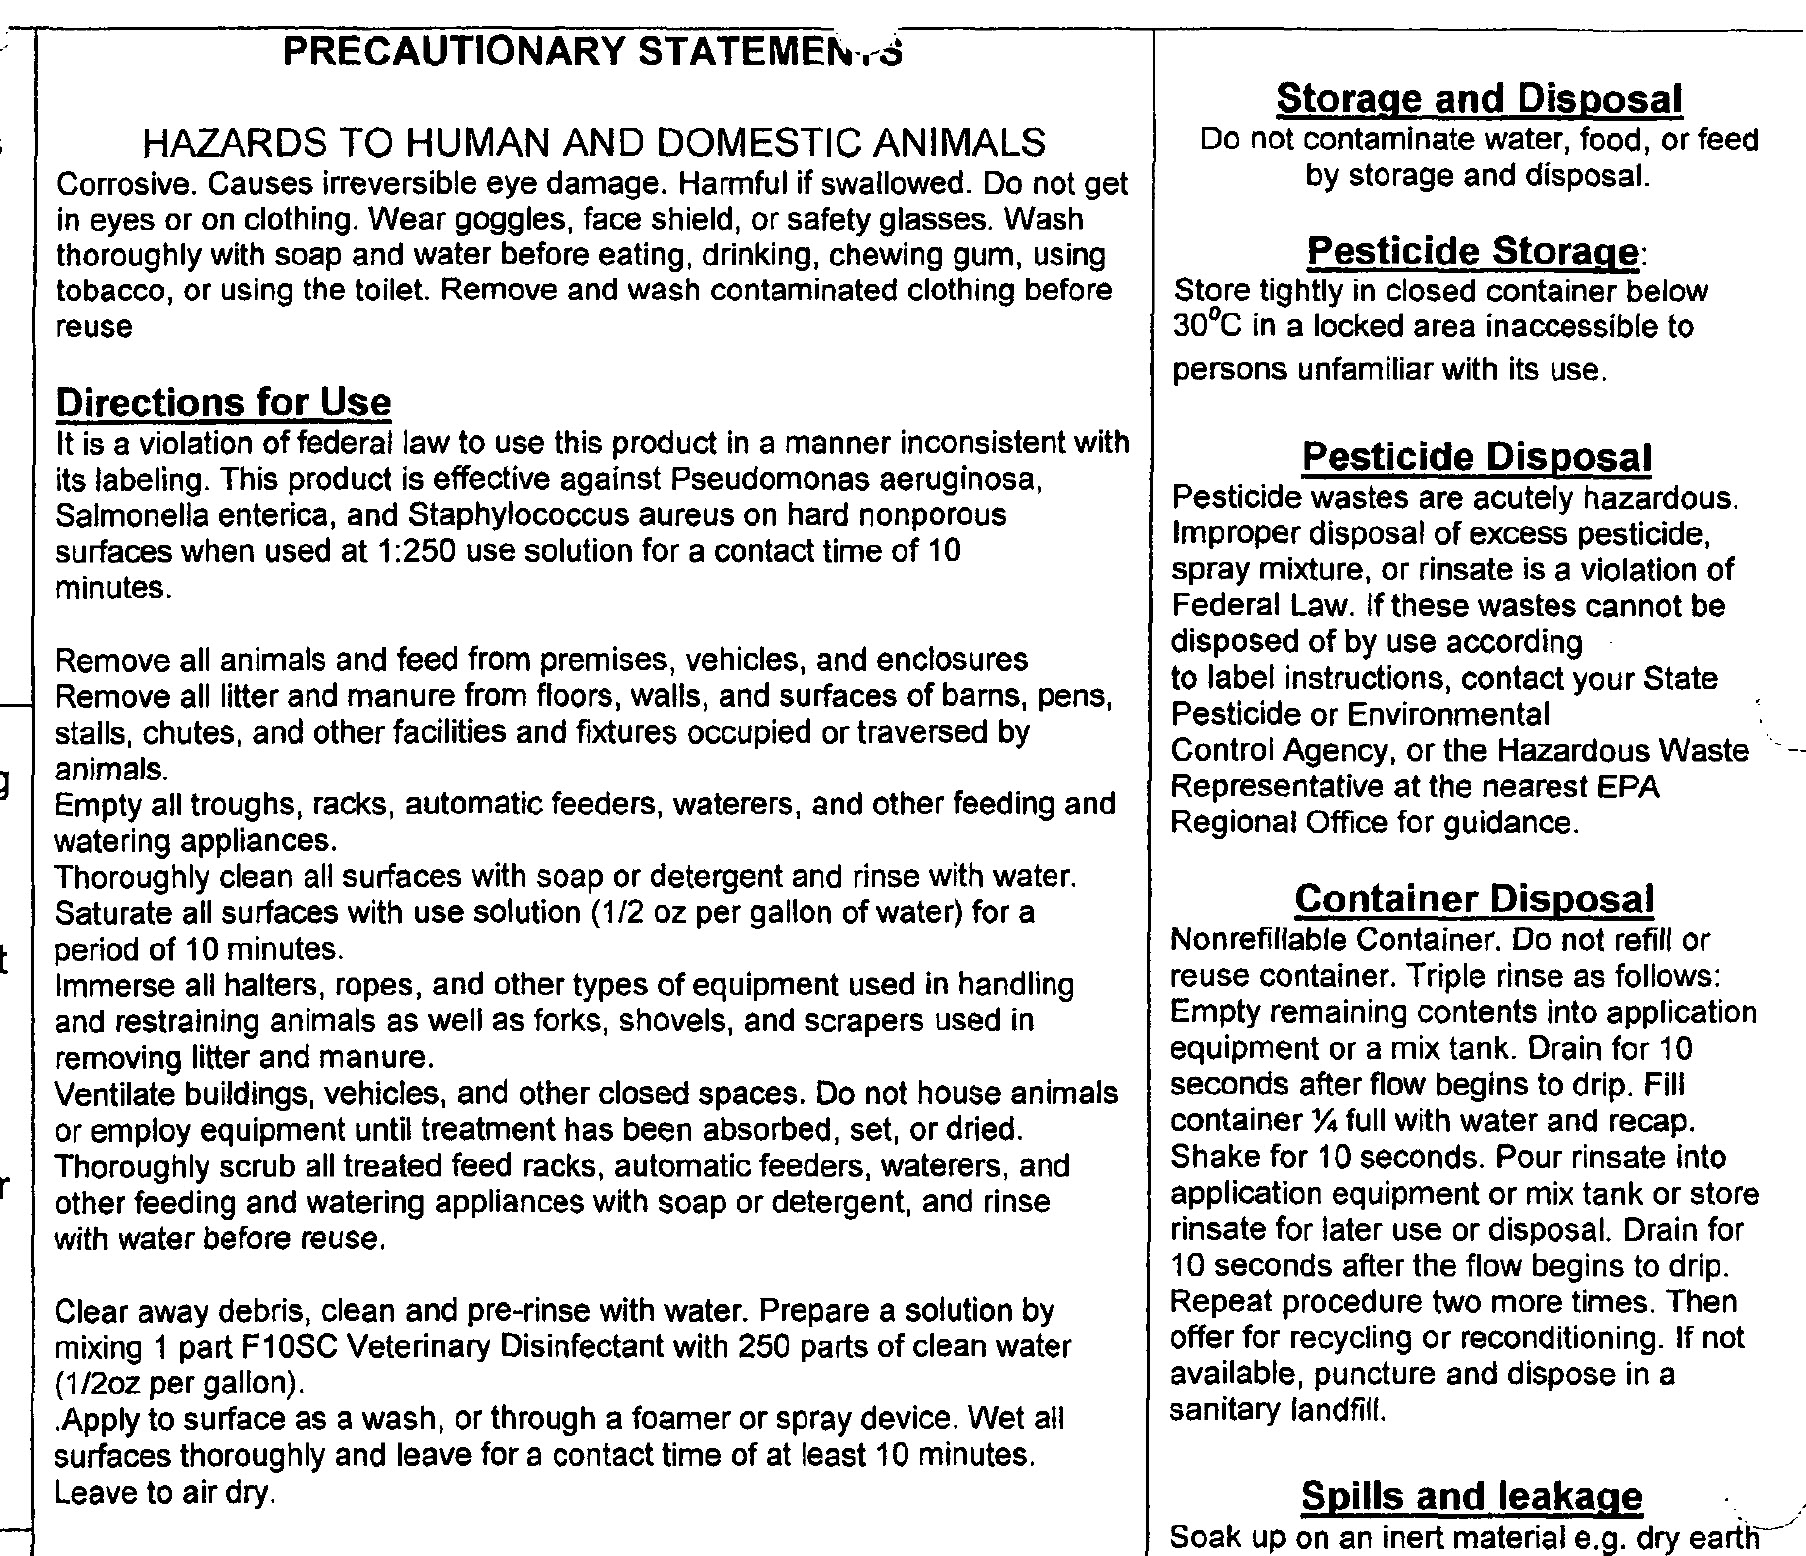 PRECAUTIONARY STATEMENTS
HAZARDS TO HUMAN AND DOMESTIC ANIMALS
Corrosive. Causes irreversible eye damage. Harmful if swallowed. Do not get
in eyes or on clothing. Wear goggles, face shield, or safety glasses. Wash
thoroughly with soap and water before eating, drinking, chewing gum, using
tobacco, or using the toilet. Remove and wash contaminated clothing before
reuse
Directions for Use
It is a violation of federal law to use this product in a manner inconsistent with
its labeling. This product is effective against Pseudomonas aeruginosa,
Salmonella enterica, and Staphylococcus aureus on hard nonporous
surfaces when used at 1:250 use solution for a contact time of 10
minutes.
Remove all animals and feed from premises, vehicles, and enclosures
Remove all litter and manure from floors, walls, and surfaces of barns, pens,
stalls, chutes, and other facilities and fixtures occupied or traversed by
animals.
Empty all troughs, racks, automatic feeders, waterers, and other feeding and
watering appliances.
Thoroughly clean all surfaces with soap or detergent and rinse with water.
Saturate all surfaces with use solution (1/2 oz per gallon of water) for a
period of 10 minutes.
Immerse all halters, ropes, and other types of equipment used in handling
and restraining animals as well as forks, shovels, and scrapers used in
removing litter and manure.
Ventilate buildings, vehicles, and other closed spaces. Do not house animals
or employ equipment until treatment has been absorbed, set, or dried.
Thoroughly scrub all treated feed racks, automatic feeders, waterers, and
other feeding and watering appliances with soap or detergent, and rinse
with water before reuse.
Clear away debris, clean and pre-rinse with water. Prepare a solution by
mixing 1 part F10SC Veterinary Disinfectant with 250 parts of clean water
(1/2oz per gallon).
.Apply to surface as a wash, or through a foamer or spray device. Wet all
surfaces thoroughly and leave for a contact time of at least 10 minutes.
Leave to air dry.
Storage and Disposal
Do not contaminate water, food, or feed
by storage and disposal.
Pesticide Storage:
Store tightly in closed container below
30⁰C in a locked area inaccessible to
persons unfamiliar with its use.
Pesticide Disposal
Pesticide wastes are acutely hazardous.
Improper disposal of excess pesticide,
spray mixture, or rinsate is a violation of
Federal Law. If these wastes cannot be
disposed of by use according
to label instructions, contact your State
Pesticide or Environmental
Control Agency, or the Hazardous Waste
Representative at the nearest EPA
Regional Office for guidance.
Container Disposal
Nonrefillable Container. Do not refill or
reuse container. Triple rinse as follows:
Empty remaining contents into application
equipment or a mix tank. Drain for 10
seconds after flow begins to drip. Fill
container ¼ full with water and recap.
Shake for 10 seconds. Pour rinsate into
application equipment or mix tank or store
rinsate for later use or disposal. Drain for
10 seconds after the flow begins to drip.
Repeat procedure two more times. Then
offer for recycling or reconditioning. If not
available, puncture and dispose in a
sanitary landfill.
Spills and leakage
Soak up on an inert material e.g. dry earth